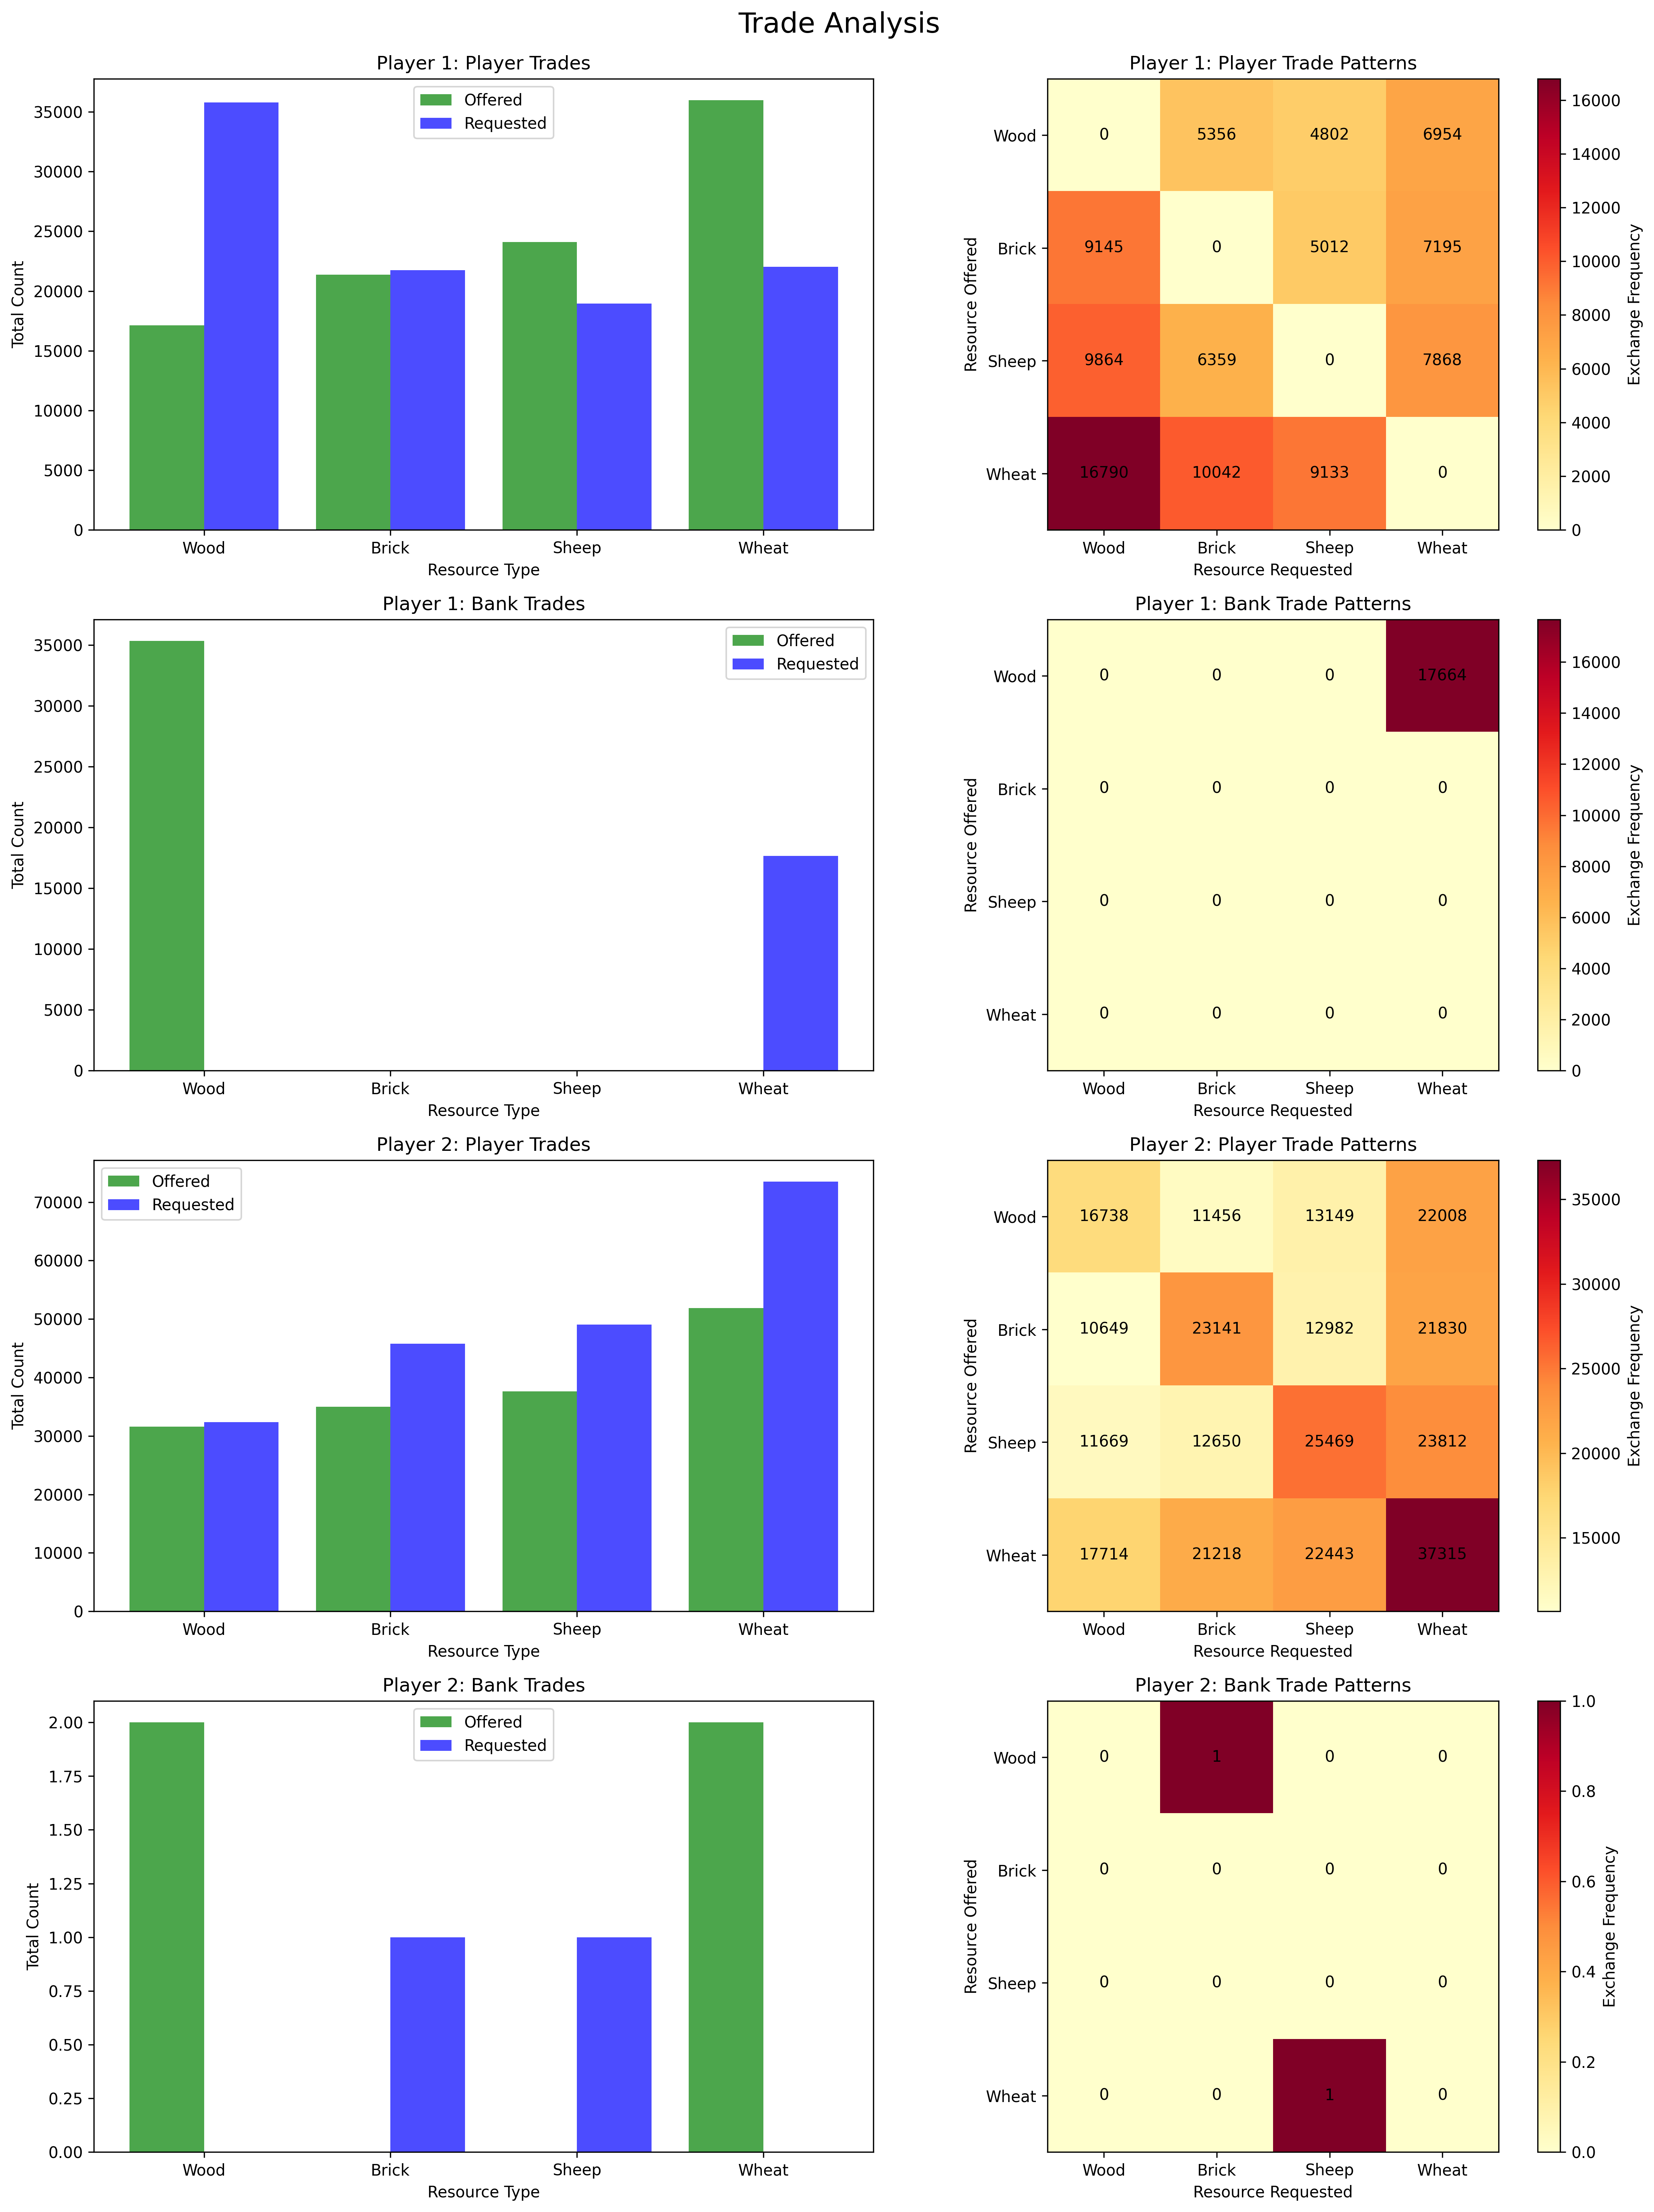 Trade Analysis
Player 1: Player Trades
Offered
Requested
35000
30000
25000
20000
15000
10000
5000
0
Total Count
Wood Brick Sheep Wheat
Resource Type
Player 1: Player Trade Patterns
Resource Offered
Wood 0 5356 4802 6954
Brick 9145 0 5012 7195
Sheep 9864 6359 0 7868
Wheat 16790 10042 9133 0
Wood Brick Sheep Wheat
Resource Requested
16000
14000
12000
10000
8000
6000
4000
2000
0
Exchange Frequency
Player 1: Bank Trades
Offered
Requested
35000
30000
25000
20000
15000
10000
5000
0
Total Count
Wood Brick Sheep Wheat
Resource Type
Player 1: Bank Trade Patterns
Resource Offered
Wood 0 0 0 17664
Brick 0 0 0 0
Sheep 0 0 0 0
Wheat 0 0 0 0
Wood Brick Sheep Wheat
Resource Requested
16000
14000
12000
10000
8000
6000
4000
2000
0
Exchange Frequency
Player 2: Player Trades
Offered
Requested
70000
60000
50000
40000
30000
20000
10000
0
Total Count
Wood Brick Sheep Wheat
Resource Type
Player 2: Player Trade Patterns
Resource Offered
Wood 16738 11456 13149 22008
Brick 10649 23141 12982 21830
Sheep 11669 12650 25469 23812
Wheat 17714 21218 22443 37315
Wood Brick Sheep Wheat
Resource Requested
35000
30000
25000
20000
15000
Exchange Frequency
Player 2: Bank Trades
Offered
Requested
2.00
1.75
1.50
1.25
1.00
0.75
0.50
0.25
0.00
Total Count
Wood Brick Sheep Wheat
Resource Type
Player 2: Bank Trade Patterns
Resource Offered
Wood 0 1 0 0
Brick 0 0 0 0
Sheep 0 0 0 0
Wheat 0 0 1 0
Wood Brick Sheep Wheat
Resource Requested
1.0
0.8
0.6
0.4
0.2
0.0
Exchange Frequency